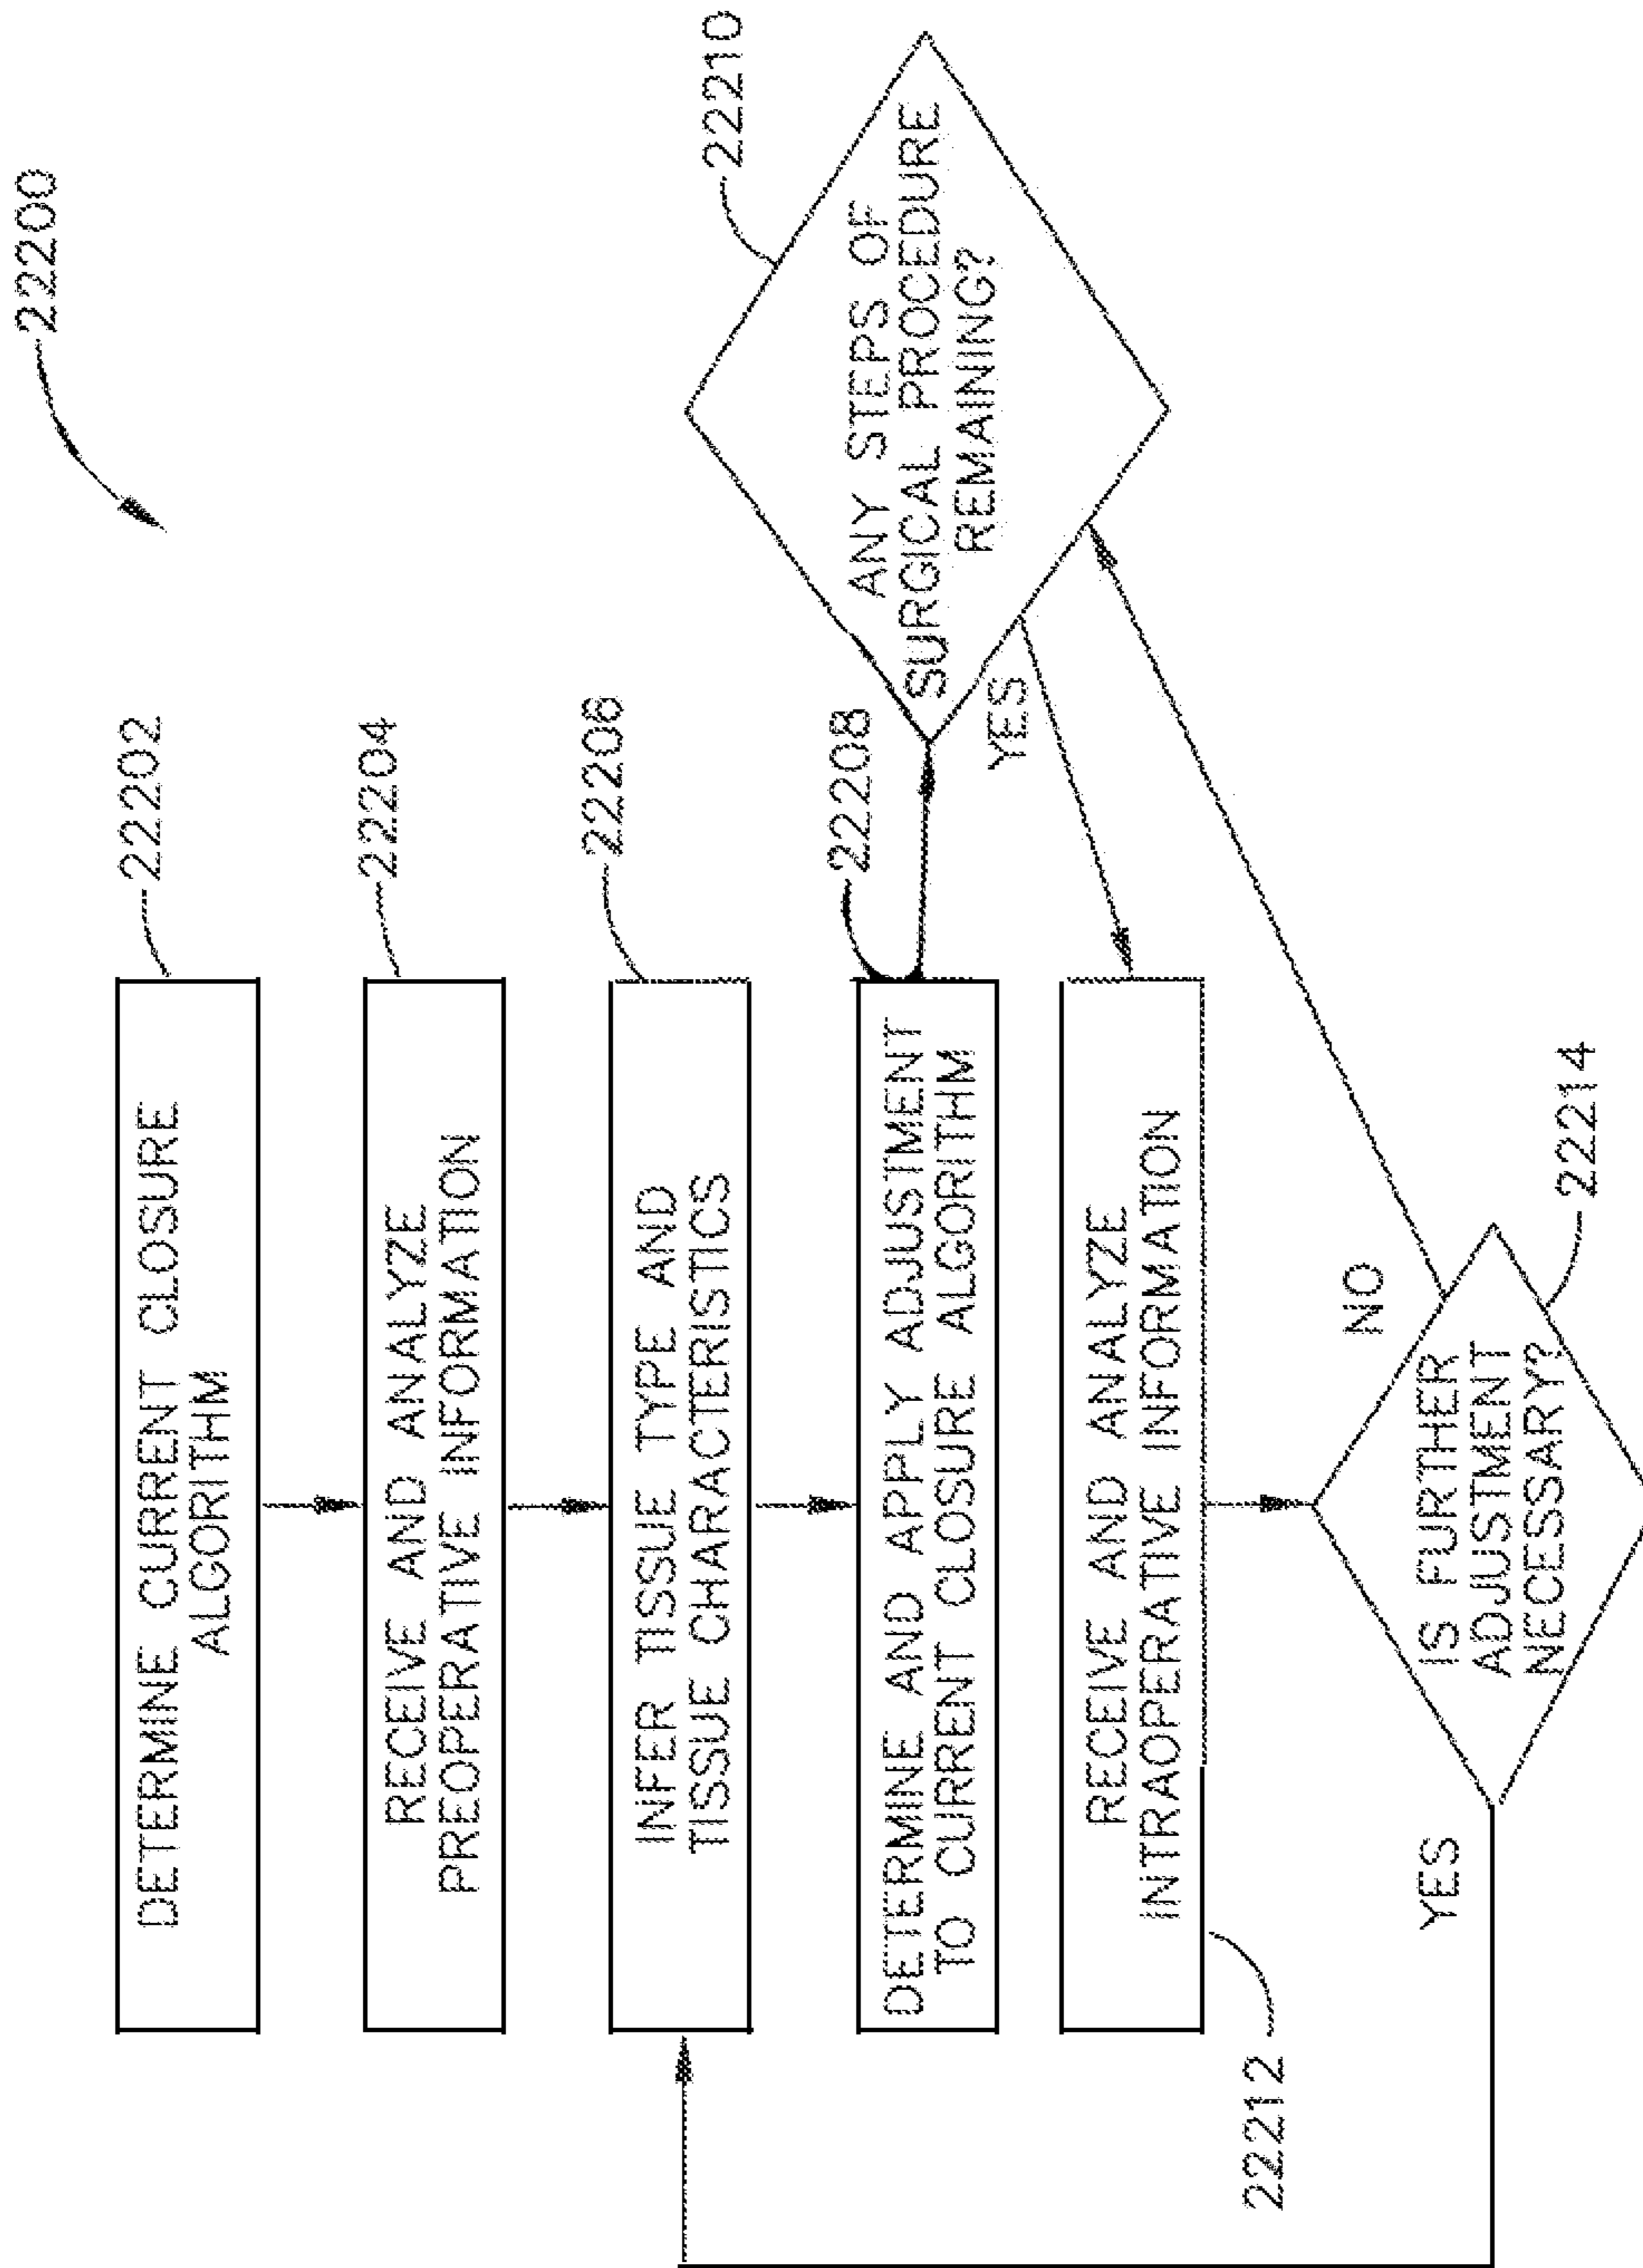 22200
DETERMINE CURRENT CLOSURE
ALGORITHM
22202
RECEIVE AND ANALYZE
PREOPERATIVE INFORMATION
22204
INFER TISSUE TYPE AND
TISSUE CHARACTERISTICS
22206
DETERMINE AND APPLY ADJUSTMENT
TO CURRENT CLOSURE ALGORITHM
22208
ANY STEPS OF
SURGICAL PROCEDURE
REMAINING?
22210
YES
RECEIVE AND ANALYZE
INTRAOPERATIVE INFORMATION
22212
IS FURTHER
ADJUSTMENT
NECESSARY?
22214
NO
YES